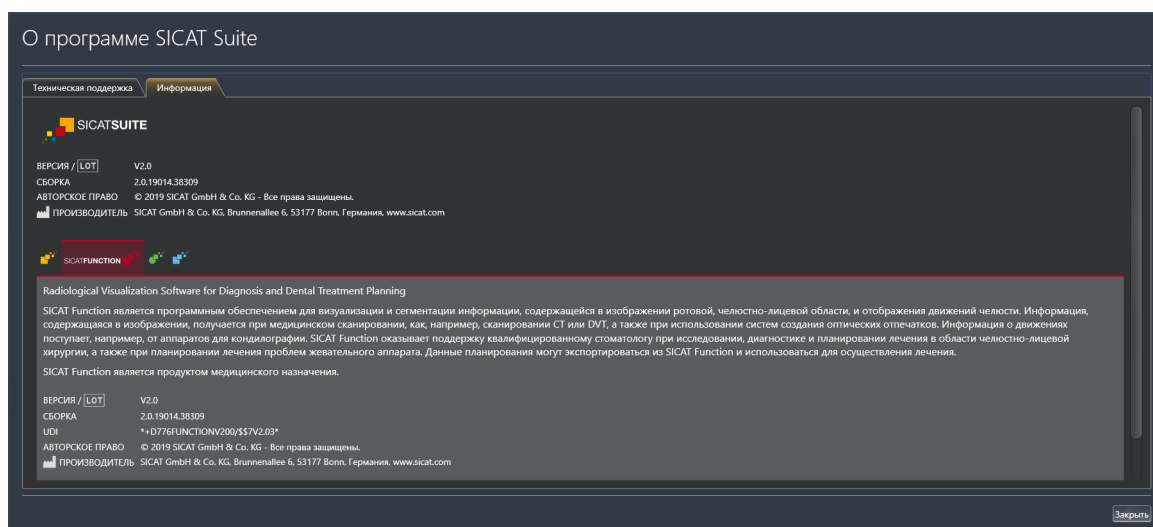 О программе SICAT Suite
Техническая поддержка
Информация
SICATSUITE
ВЕРСИЯ / LOT V2.0
СБОРКА 2.0.19014.38309
АВТОРСКОЕ ПРАВО © 2019 SICAT GmbH & Co. KG - Все права защищены.
ПРОИЗВОДИТЕЛЬ SICAT GmbH & Co. KG, Brunnenallee 6, 53177 Bonn, Германия, www.sicat.com
SICATFUNCTION
Radiological Visualization Software for Diagnosis and Dental Treatment Planning
SICAT Function является программным обеспечением для визуализации и сегментации информации, содержащейся в изображении ротовой, челюстно-лицевой области, и отображения движений челюсти. Информация,
содержащаяся в изображении, получается при медицинском сканировании, как, например, сканировании CT или DVT, а также при использовании систем создания оптических отпечатков. Информация о движениях
поступает, например, от аппаратов для кондилографии. SICAT Function оказывает поддержку квалифицированному стоматологу при исследовании, диагностике и планировании лечения в области челюстно-лицевой
хирургии, а также при планировании лечения проблем жевательного аппарата. Данные планирования могут экспортироваться из SICAT Function и использоваться для осуществления лечения.
SICAT Function является продуктом медицинского назначения.
ВЕРСИЯ / LOT V2.0
СБОРКА 2.0.19014.38309
UDI *+D776FUNCTIONV200/$$7V2.03*
АВТОРСКОЕ ПРАВО © 2019 SICAT GmbH & Co. KG - Все права защищены.
ПРОИЗВОДИТЕЛЬ SICAT GmbH & Co. KG, Brunnenallee 6, 53177 Bonn, Германия, www.sicat.com
Закрыть